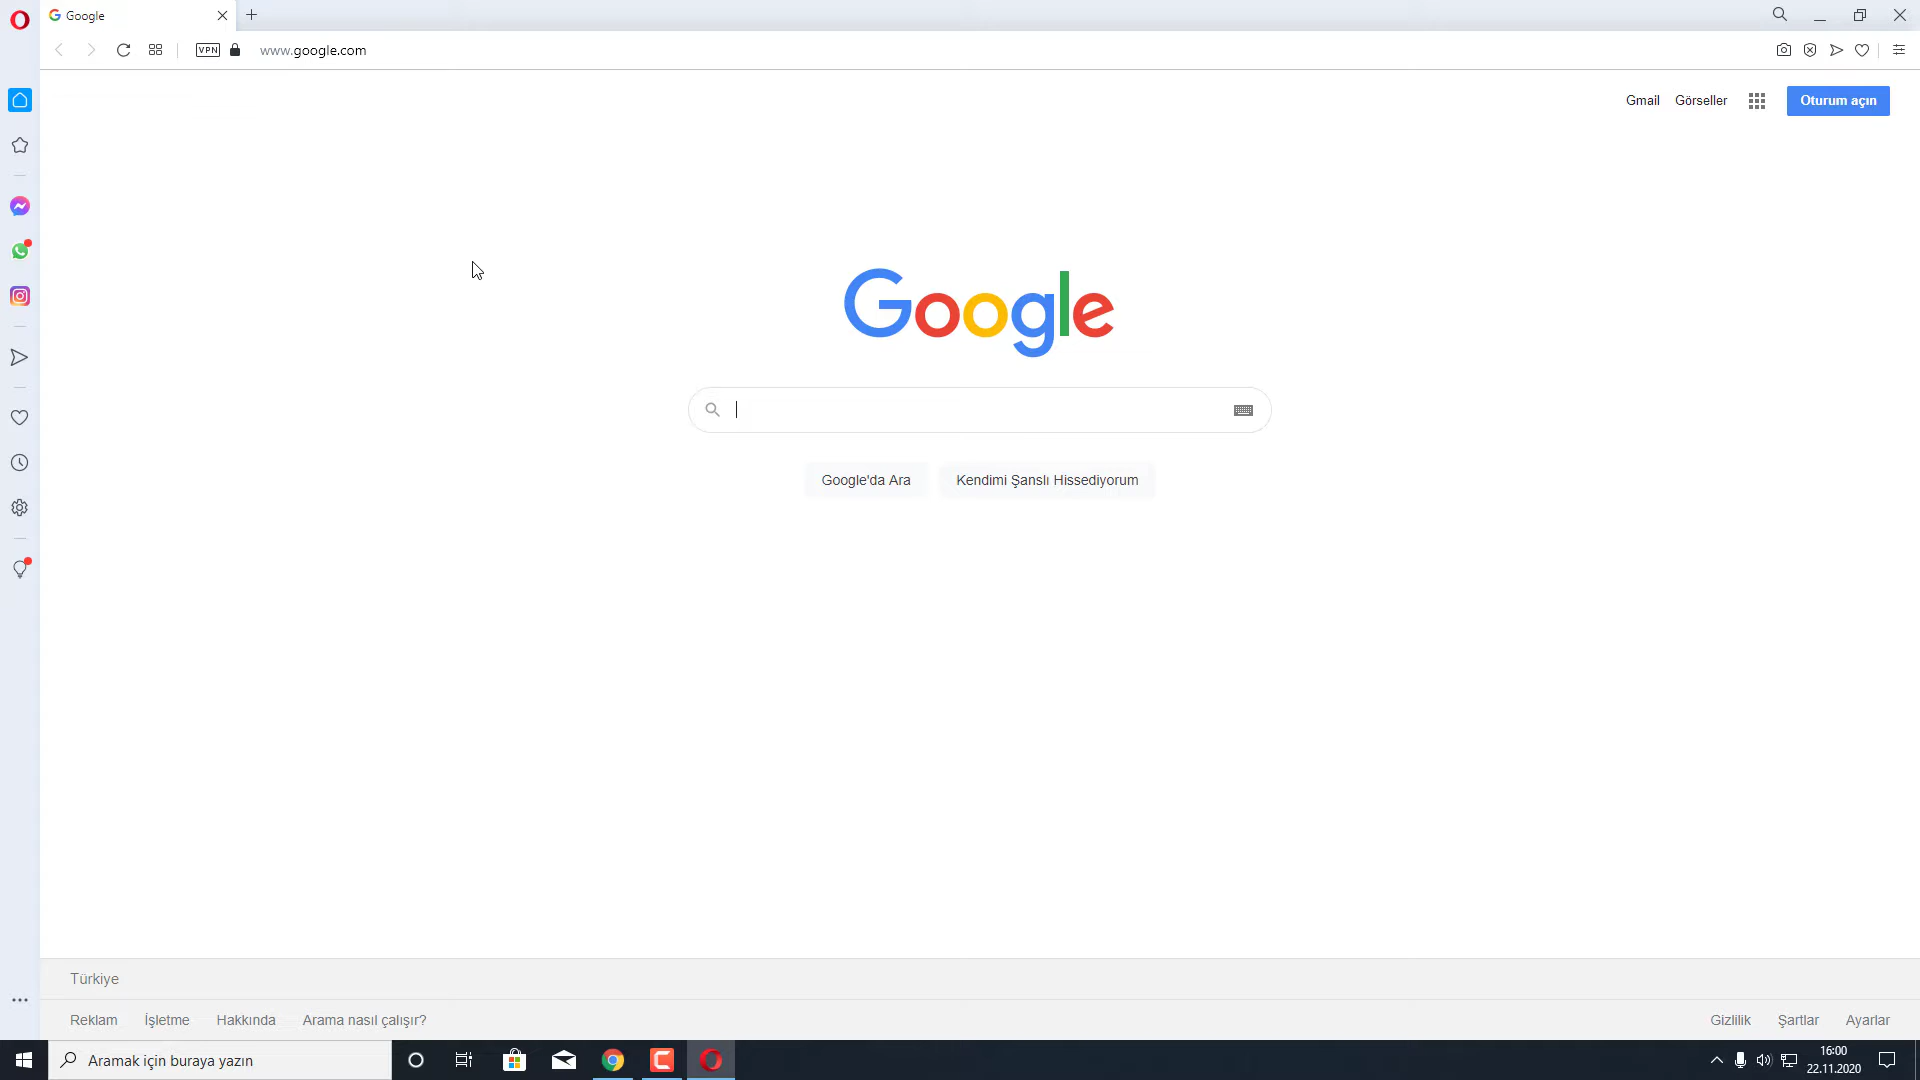 Google
VPN
www.google.com
Gmail
Görseller
Oturum açın
Google
Google'da Ara
Kendimi Şanslı Hissediyorum
Türkiye
Reklam
İşletme
Hakkında
Arama nasıl çalışır?
Gizlilik
Şartlar
Ayarlar
Aramak için buraya yazın
16:00
22.11.2020